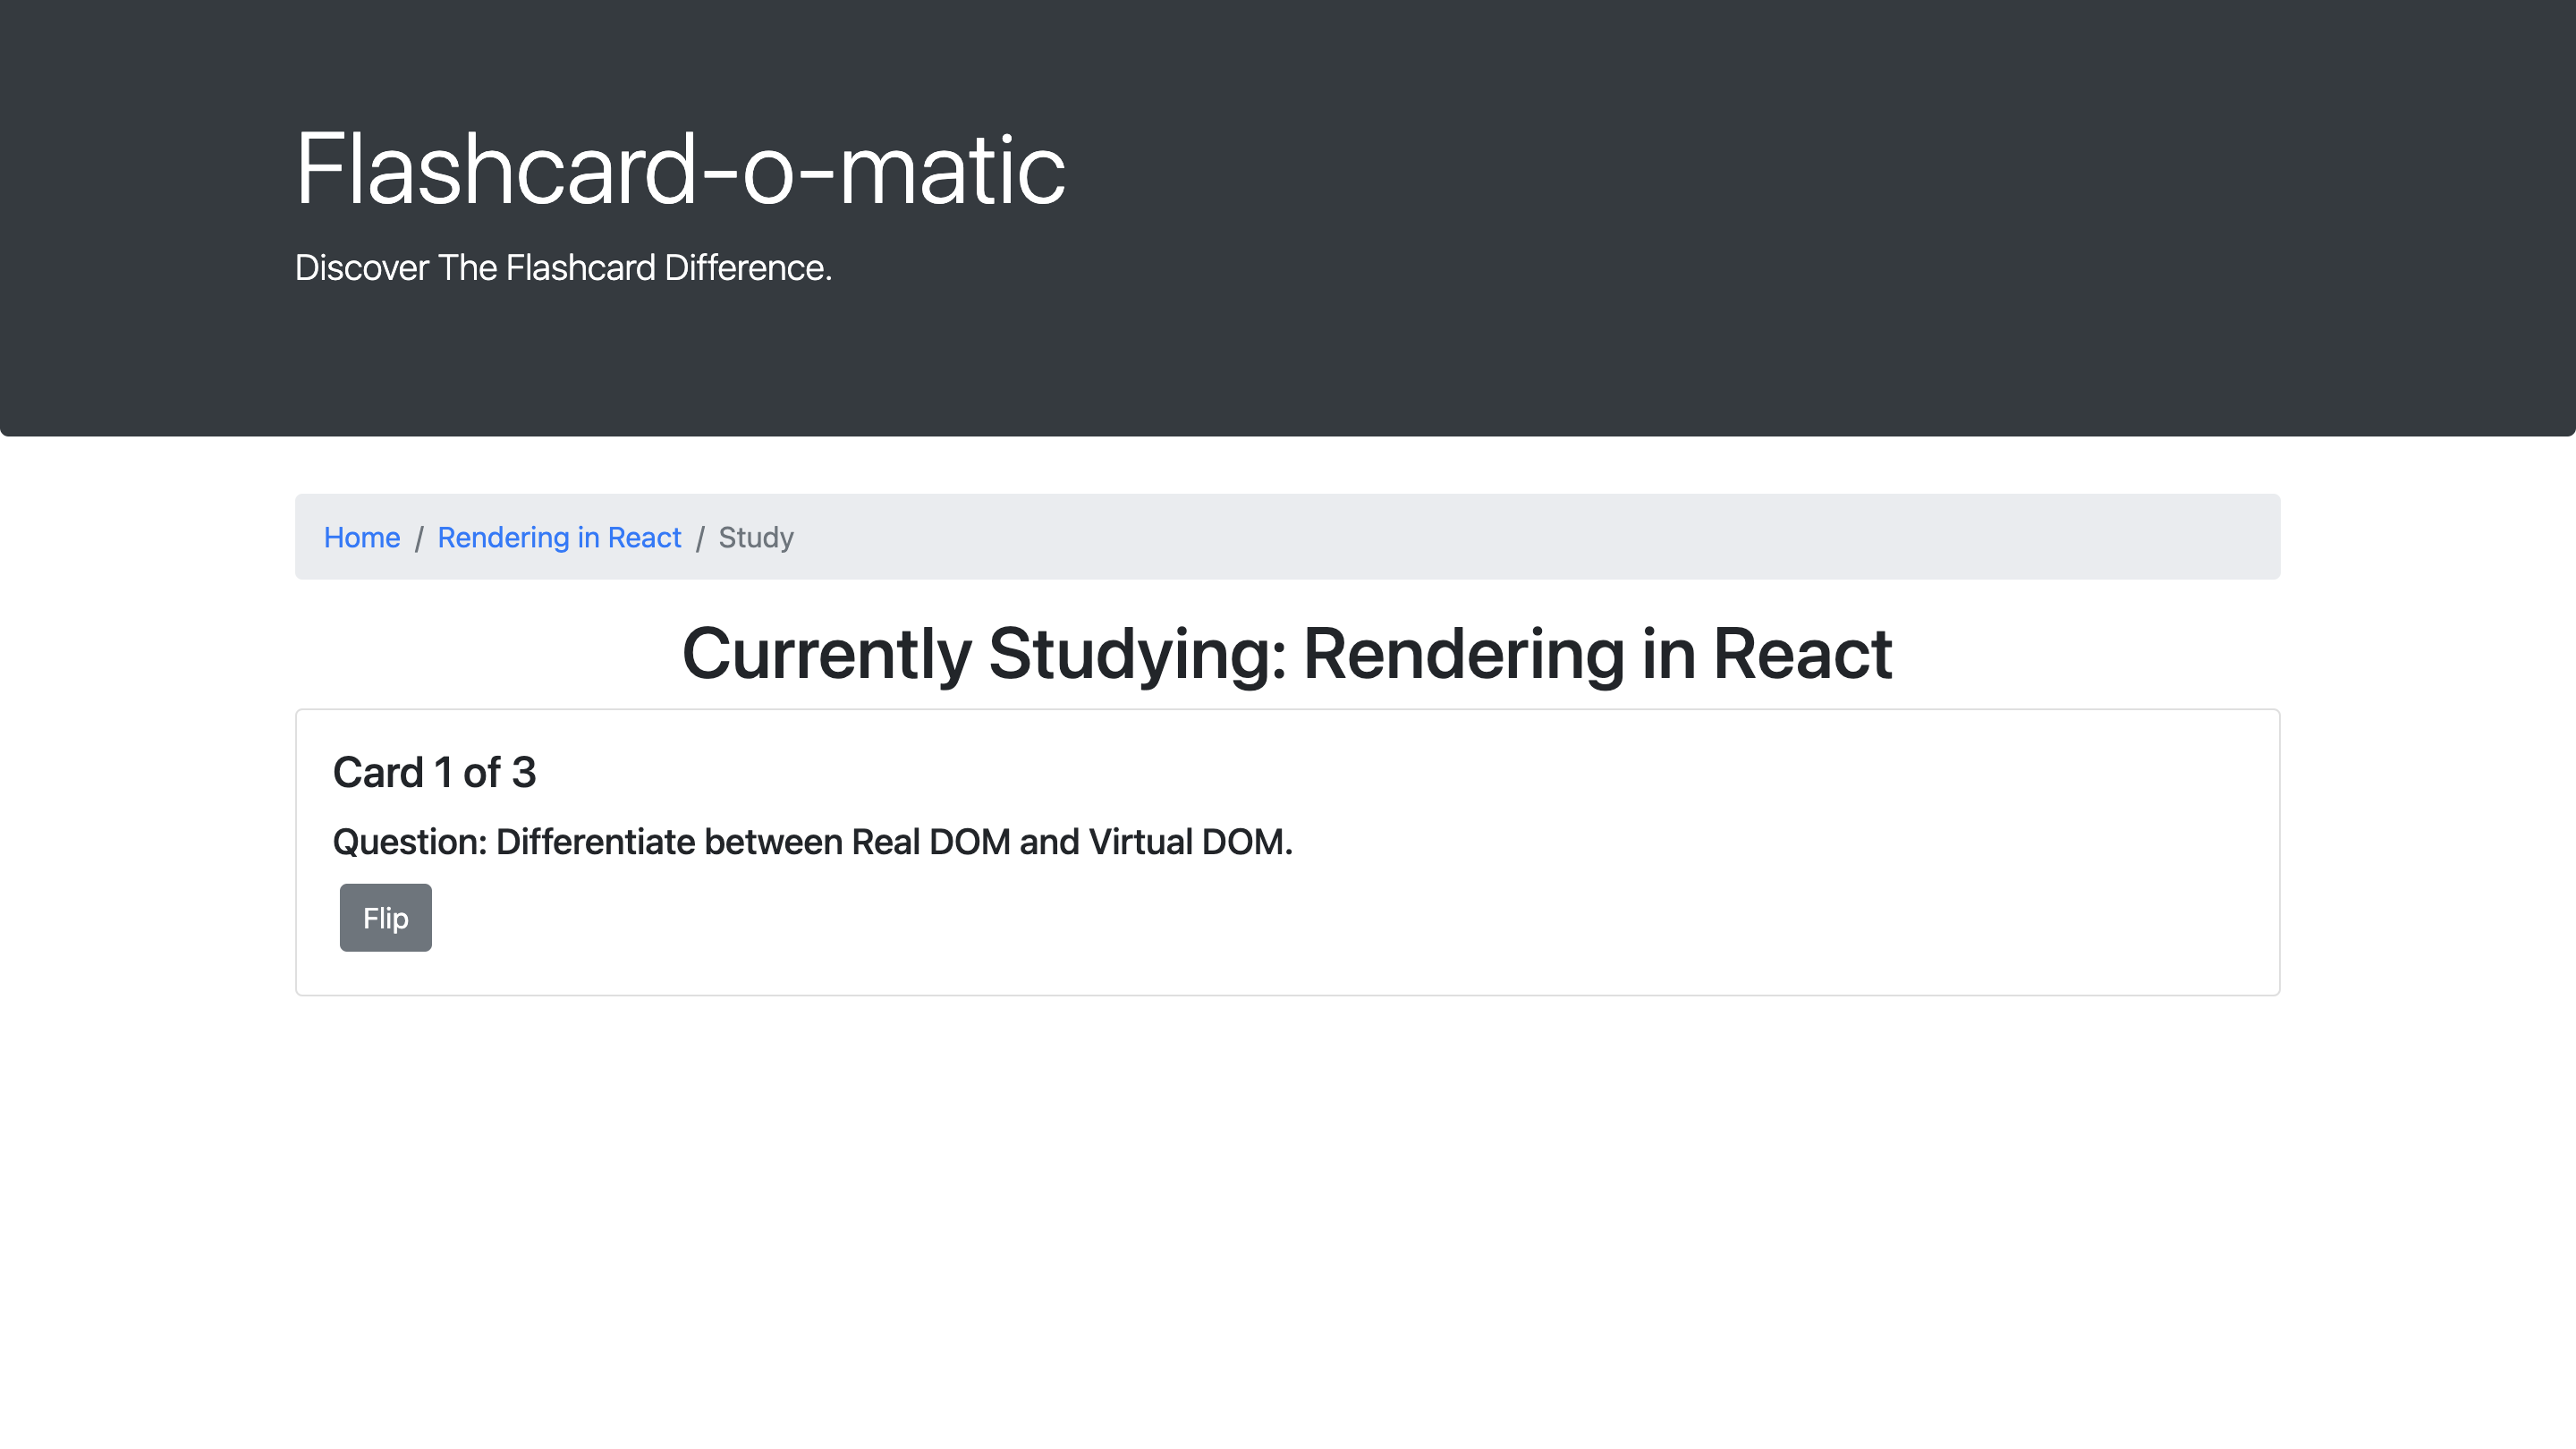 Flashcard-o-matic
Discover The Flashcard Difference.
Home / Rendering in React / Study
Currently Studying: Rendering in React
Card 1 of 3
Question: Differentiate between Real DOM and Virtual DOM.
Flip